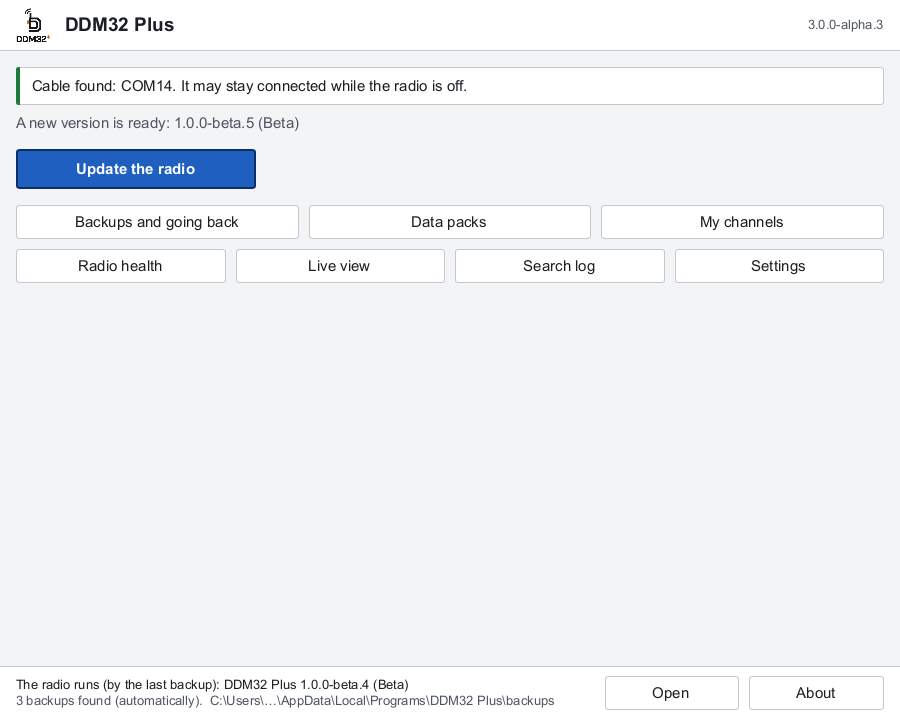 DDM32+
DDM32 Plus
3.0.0-alpha.3
Cable found: COM14. It may stay connected while the radio is off.
A new version is ready: 1.0.0-beta.5 (Beta)
Update the radio
Backups and going back
Data packs
My channels
Radio health
Live view
Search log
Settings
The radio runs (by the last backup): DDM32 Plus 1.0.0-beta.4 (Beta)
3 backups found (automatically).  C:\Users\…\AppData\Local\Programs\DDM32 Plus\backups
Open
About